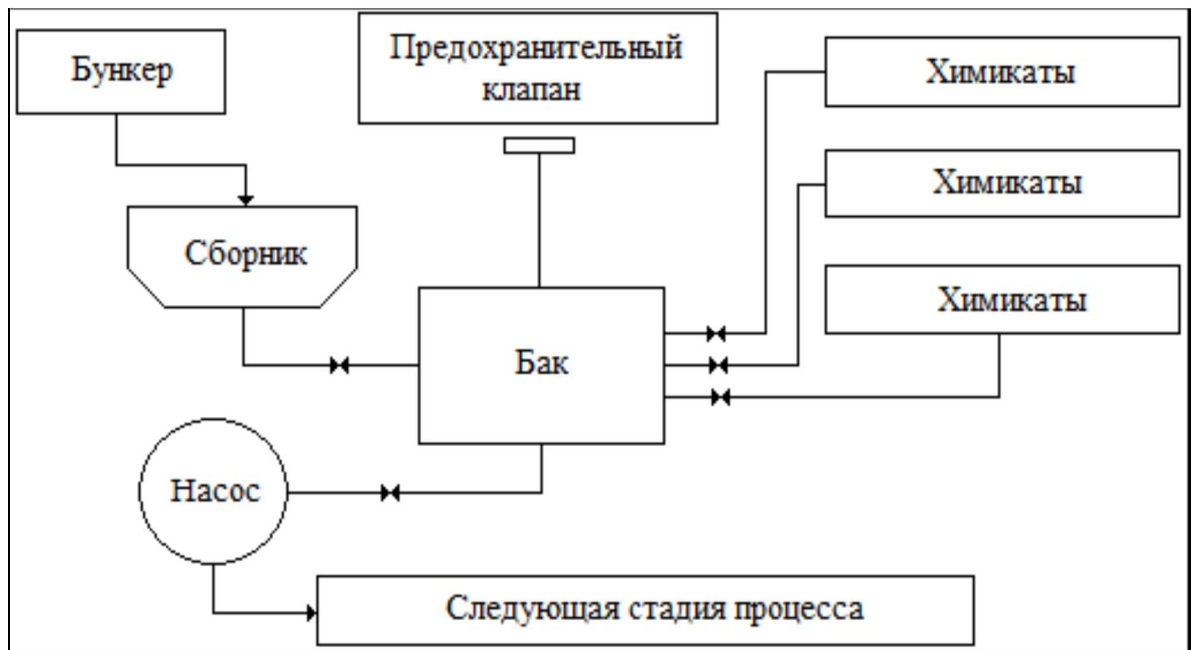 Бункер
Предохранительный
клапан
Химикаты
Химикаты
Сборник
Химикаты
Бак
Насос
Следующая стадия процесса